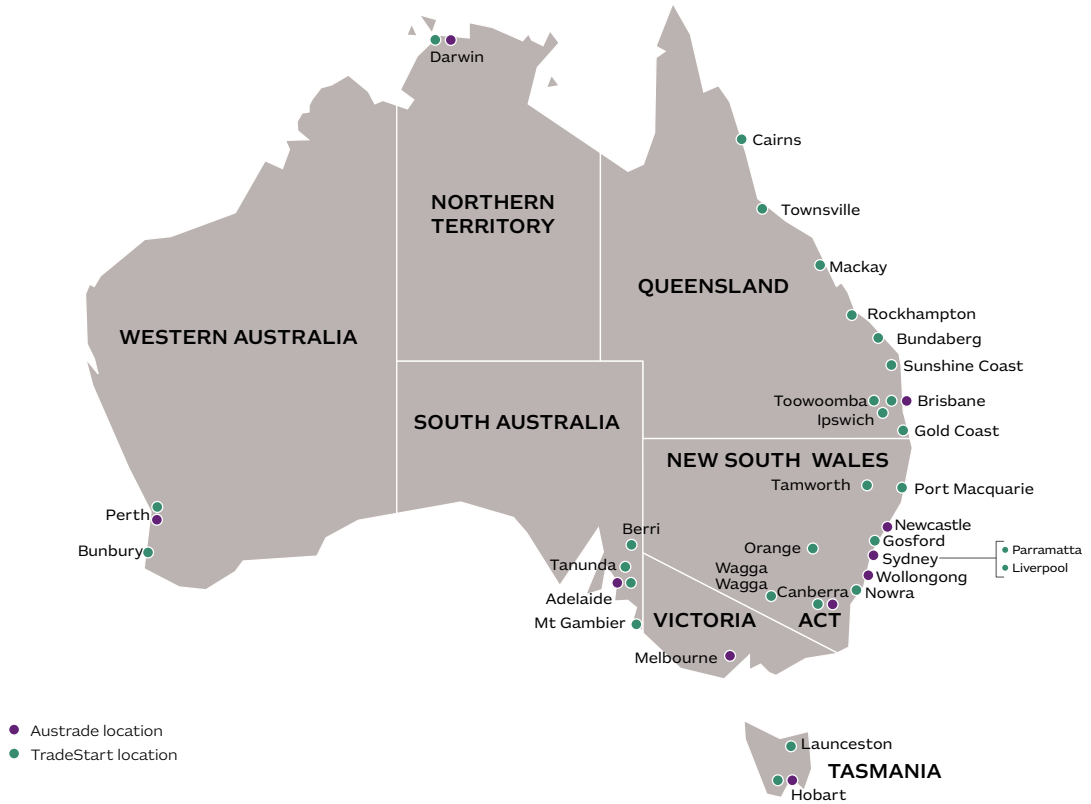 Darwin
Cairns
NORTHERN
TERRITORY
Townsville
Mackay
QUEENSLAND
Rockhampton
WESTERN AUSTRALIA
Bundaberg
Sunshine Coast
Toowoomba
Brisbane
Ipswich
SOUTH AUSTRALIA
Gold Coast
NEW SOUTH WALES
Tamworth
Port Macquarie
Perth
Newcastle
Berri
Gosford
Orange
Parramatta
Bunbury
Sydney
Tanunda
Wagga
Wagga
Liverpool
Wollongong
Canberra
Nowra
Adelaide
Mt Gambier
VICTORIA
ACT
Melbourne
Austrade location
TradeStart location
Launceston
TASMANIA
Hobart